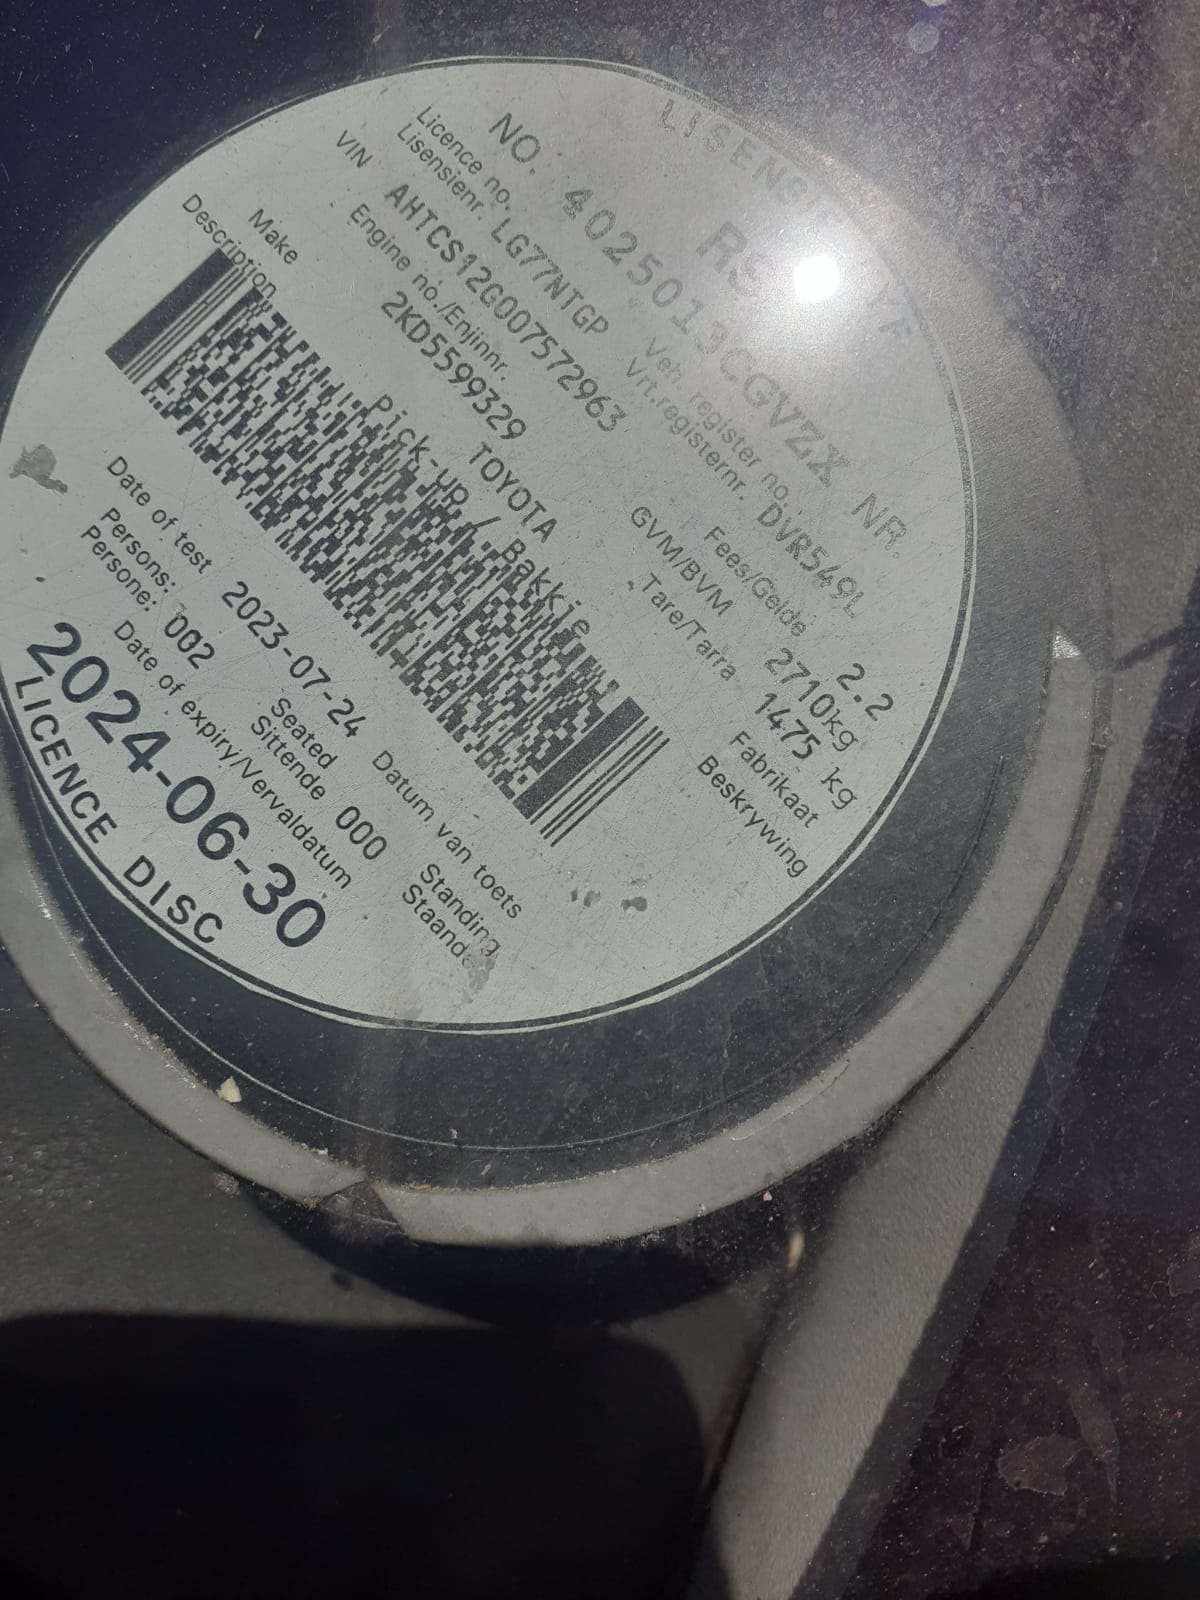 RS
NO. 4025013CGVZX NR.
Licence no. LG77NTGP Veh. register no. DVR549L
Lisensienr. Vrt.registernr.
VIN AHTCS12G007572963 Fees/Gelde 2.2
Engine no./Enjinnr. GVM/BVM 2710kg
2KD5599329 Tare/Tarra 1475 kg
Make TOYOTA Fabrikaat
Description Pick-up / Bakkie Beskrywing
Date of test 2023-07-24 Datum van toets
Persons: 002 Seated 000 Standing
Persone: Sittende
Date of expiry/Vervaldatum
2024-06-30
LICENCE DISC